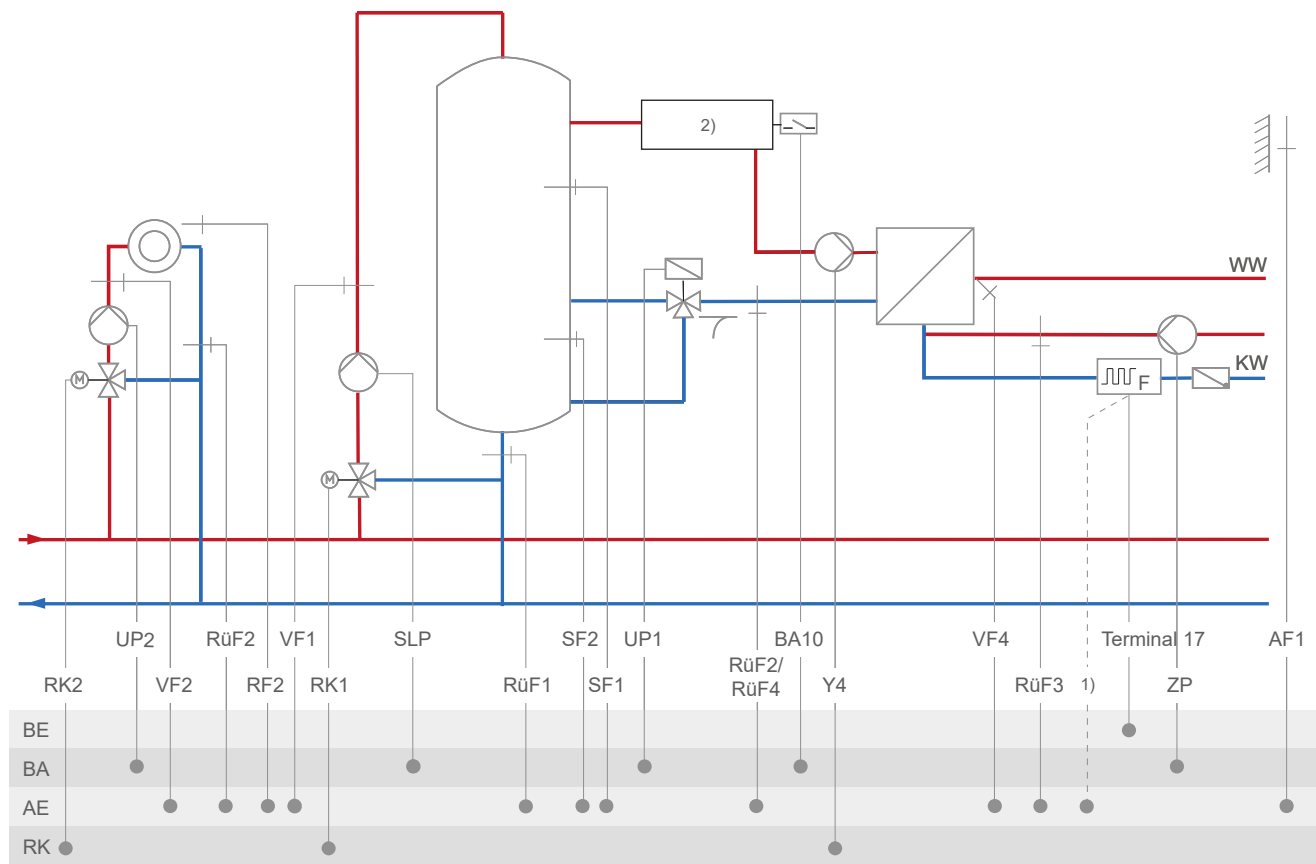 2)
WW
KW
F
M
M
UP2 RüF2 VF1 SLP SF2 UP1 BA10 VF4 Terminal 17 AF1
RüF2/
RüF4
RK2 VF2 RF2 RK1 RüF1 SF1 Y4 RüF3 1) ZP
BE
BA
AE
RK